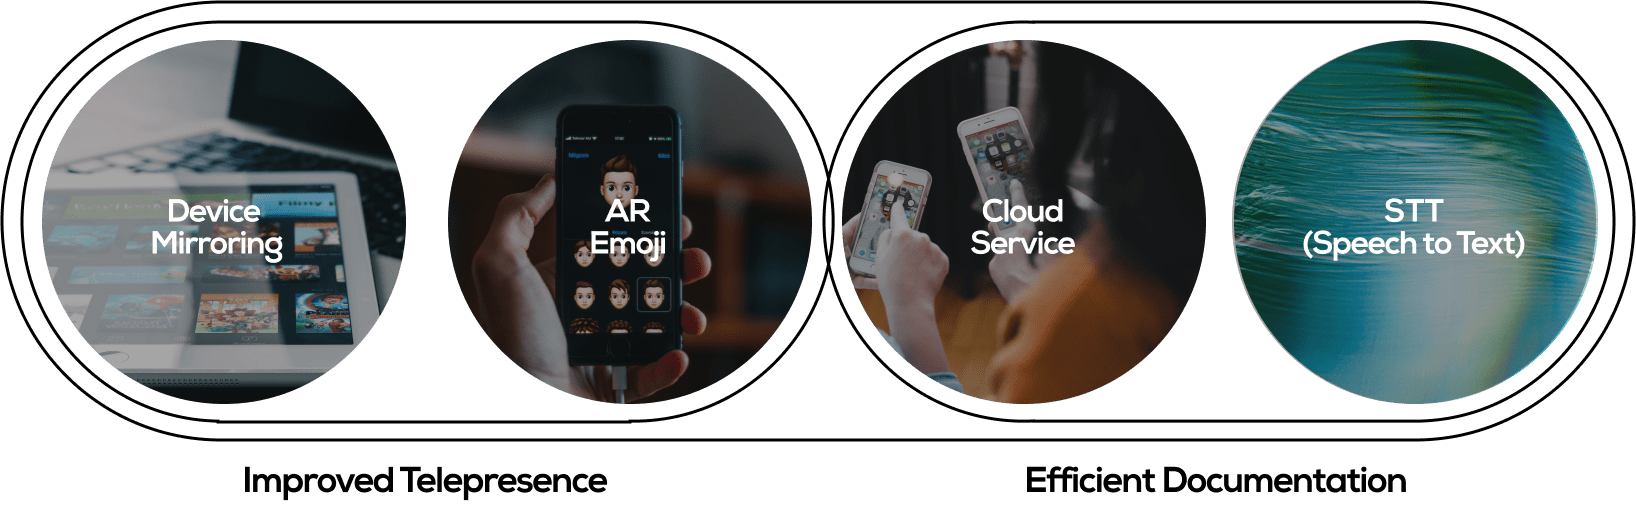 Device
Mirroring
AR
Emoji
Cloud
Service
STT
(Speech to Text)
Improved Telepresence
Efficient Documentation